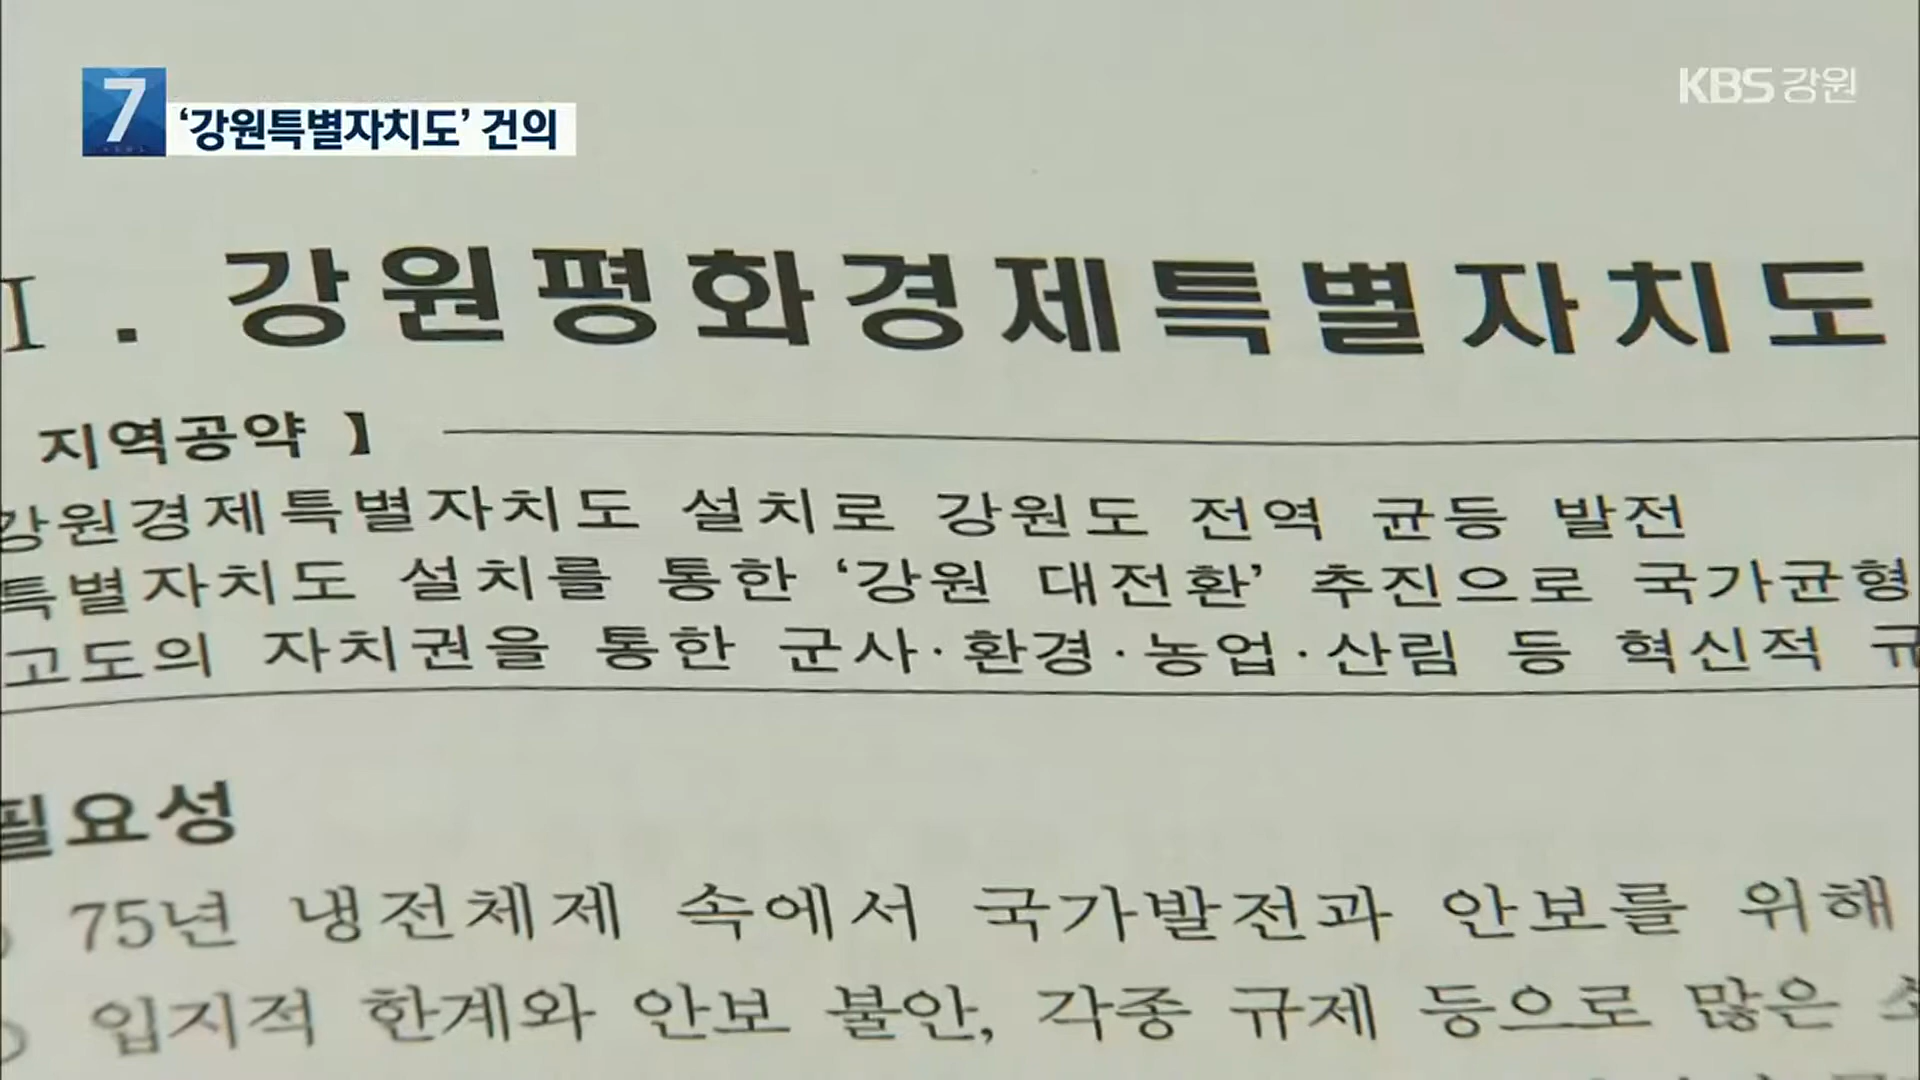 7 '강원특별자치도' 건의
KBS 강원
I. 강원평화경제특별자치도
지역공약 】
강원경제특별자치도 설치로 강원도 전역 균등 발전
특별자치도 설치를 통한 '강원 대전환' 추진으로 국가균형
고도의 자치권을 통한 군사·환경·농업·산림 등 혁신적 규
필요성
75년 냉전체제 속에서 국가발전과 안보를 위해
입지적 한계와 안보 불안, 각종 규제 등으로 많은